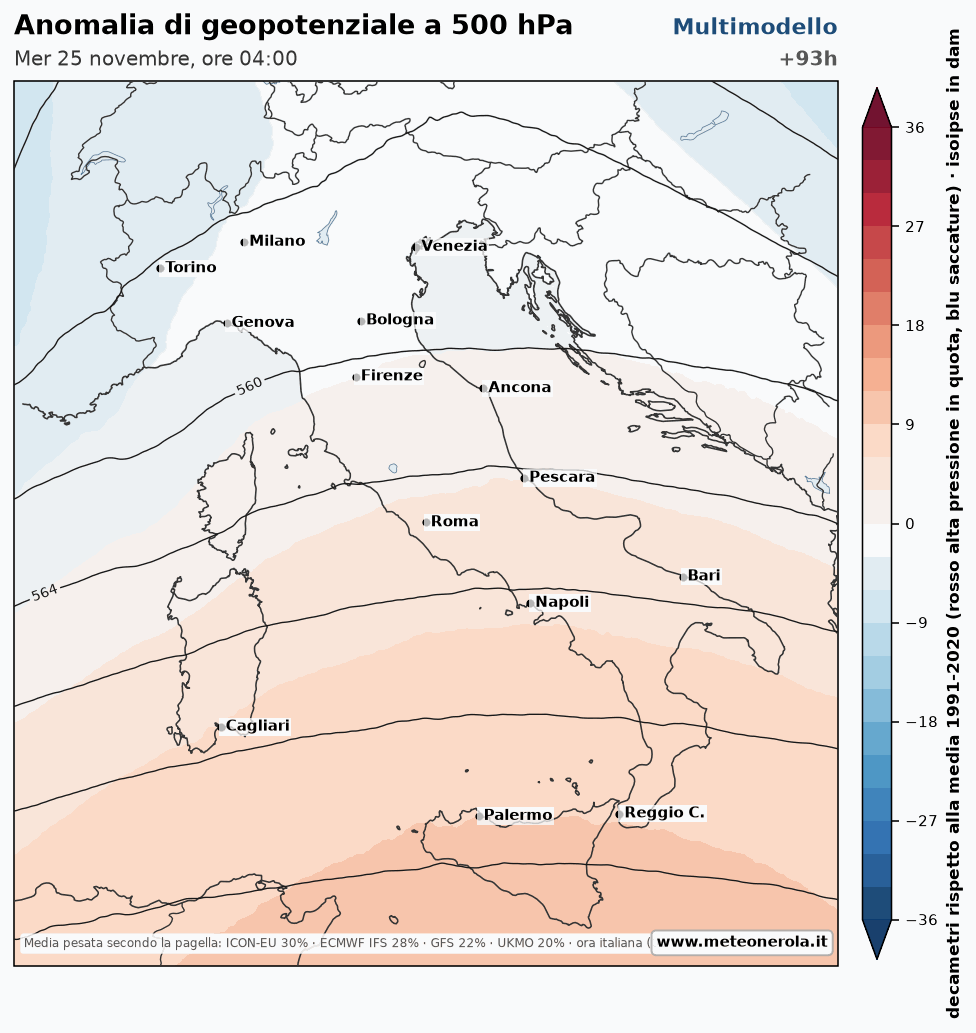 Anomalia di geopotenziale a 500 hPa
Multimodello
Mer 25 novembre, ore 04:00
+93h
Milano
Venezia
Torino
Genova
Bologna
Firenze
560
Ancona
Pescara
Roma
564
Bari
Napoli
Cagliari
Palermo
Reggio C.
Media pesata secondo la pagella: ICON-EU 30% · ECMWF IFS 28% · GFS 22% · UKMO 20% · ora italiana (
www.meteonerola.it
36
27
18
9
0
−9
−18
−27
−36
decametri rispetto alla media 1991-2020 (rosso alta pressione in quota, blu saccature) · isoipse in dam